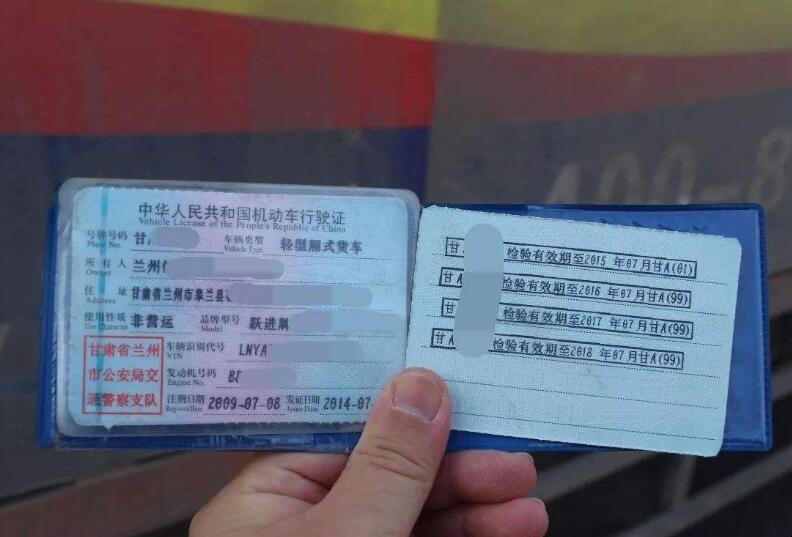 中华人民共和国机动车行驶证
Vehicle License of the People's Republic of China
号牌号码 甘 车辆类型 轻型厢式货车
Plate No. Vehicle Type
所有人 兰州
Owner
住址 甘肃省兰州市皋兰县
Address
使用性质 非营运 品牌型号 跃进牌
Use Character Model
甘肃省兰州
市公安局交
通警察支队
车辆识别代号 LNYA
VIN
发动机号码
Engine No.
注册日期 2009-07-08 发证日期 2014-07-
Register Date Issue Date
甘 检验有效期至2015 年07月甘A(01)
甘A 检验有效期至2016 年07月甘A(99)
甘A 检验有效期至2017 年07月甘A(99)
甘A 检验有效期至2018 年07月甘A(99)
400-8